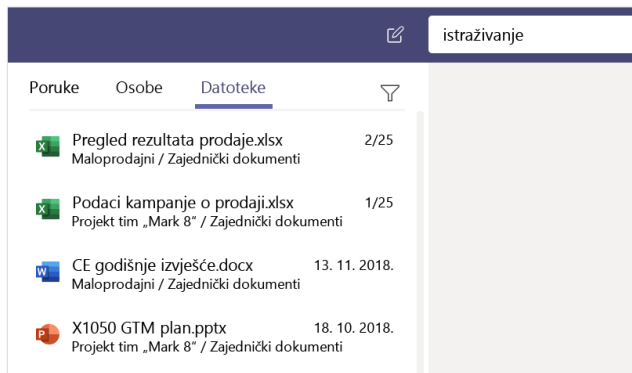 istraživanje
Poruke Osobe Datoteke
Pregled rezultata prodaje.xlsx 2/25
Maloprodajni / Zajednički dokumenti
Podaci kampanje o prodaji.xlsx 1/25
Projekt tim „Mark 8“ / Zajednički dokumenti
CE godišnje izvješće.docx 13. 11. 2018.
Maloprodajni / Zajednički dokumenti
X1050 GTM plan.pptx 18. 10. 2018.
Projekt tim „Mark 8“ / Zajednički dokumenti